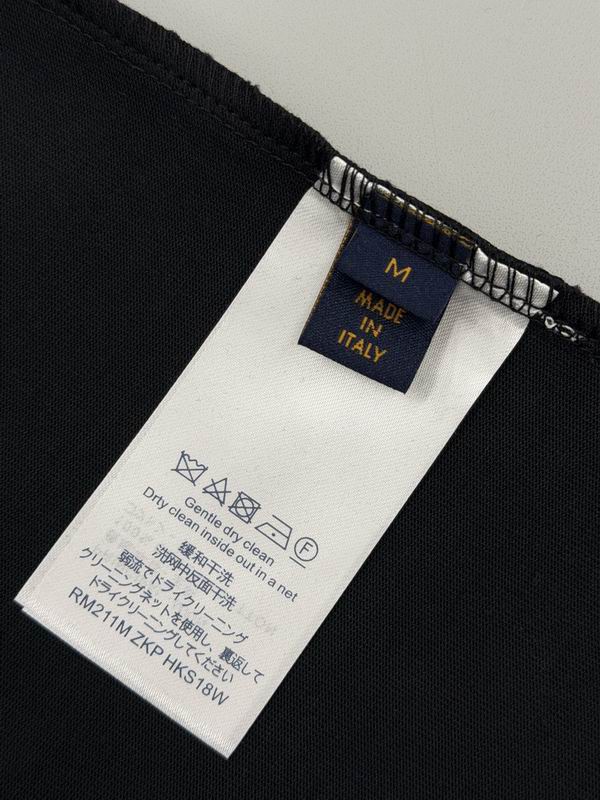 M
MADE
IN
ITALY
F
Gentle dry clean
Drty clean inside out in a net
缓和干洗
洗网中反面干洗
弱流でドライクリーニング
クリーニングネットを使用し、裏返して
ドライクリーニングしてください
RM211M ZKP HKS18W